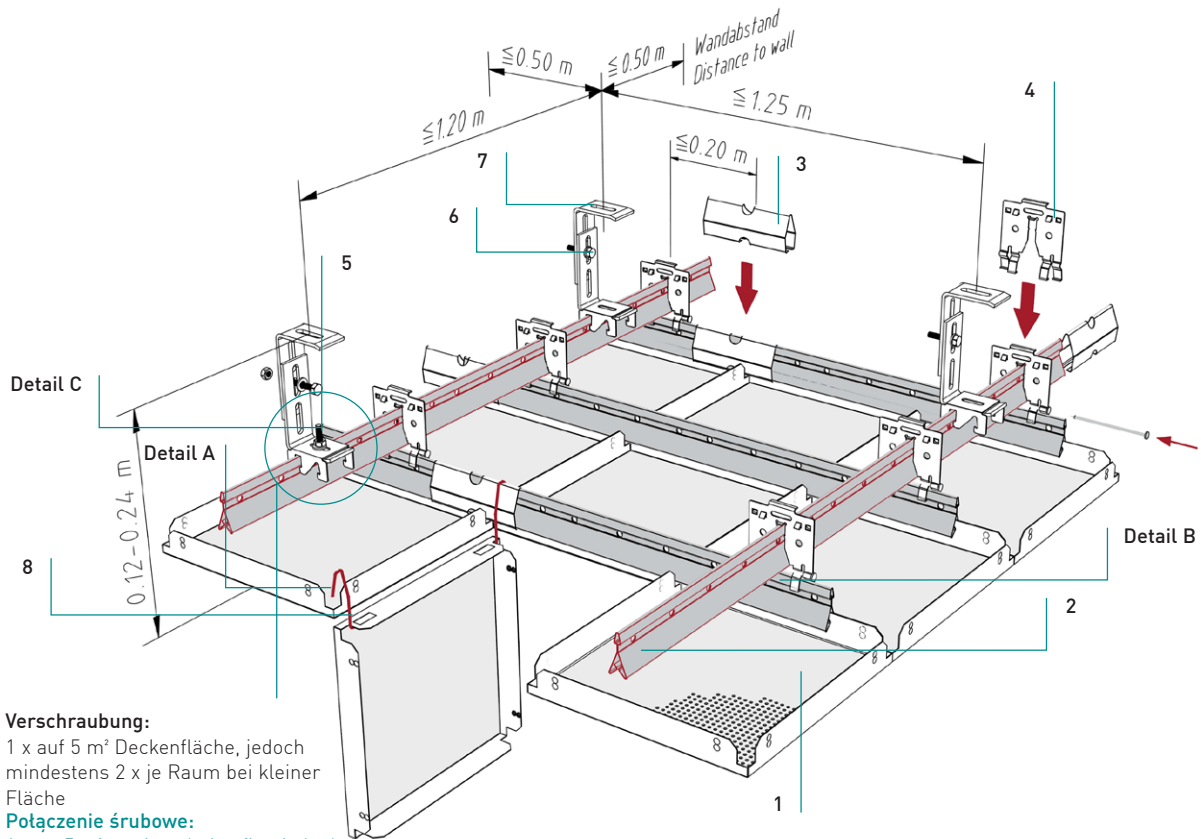 ≦0.50 m
≦0.50 m
Wandabstand
Distance to wall
≦1.20 m
≦1.25 m
≦0.20 m
4
3
7
6
5
Detail C
Detail A
0.12-0.24 m
8
Detail B
2
1
Verschraubung:
1 x auf 5 m² Deckenfläche, jedoch
mindestens 2 x je Raum bei kleiner
Fläche
Połączenie śrubowe: